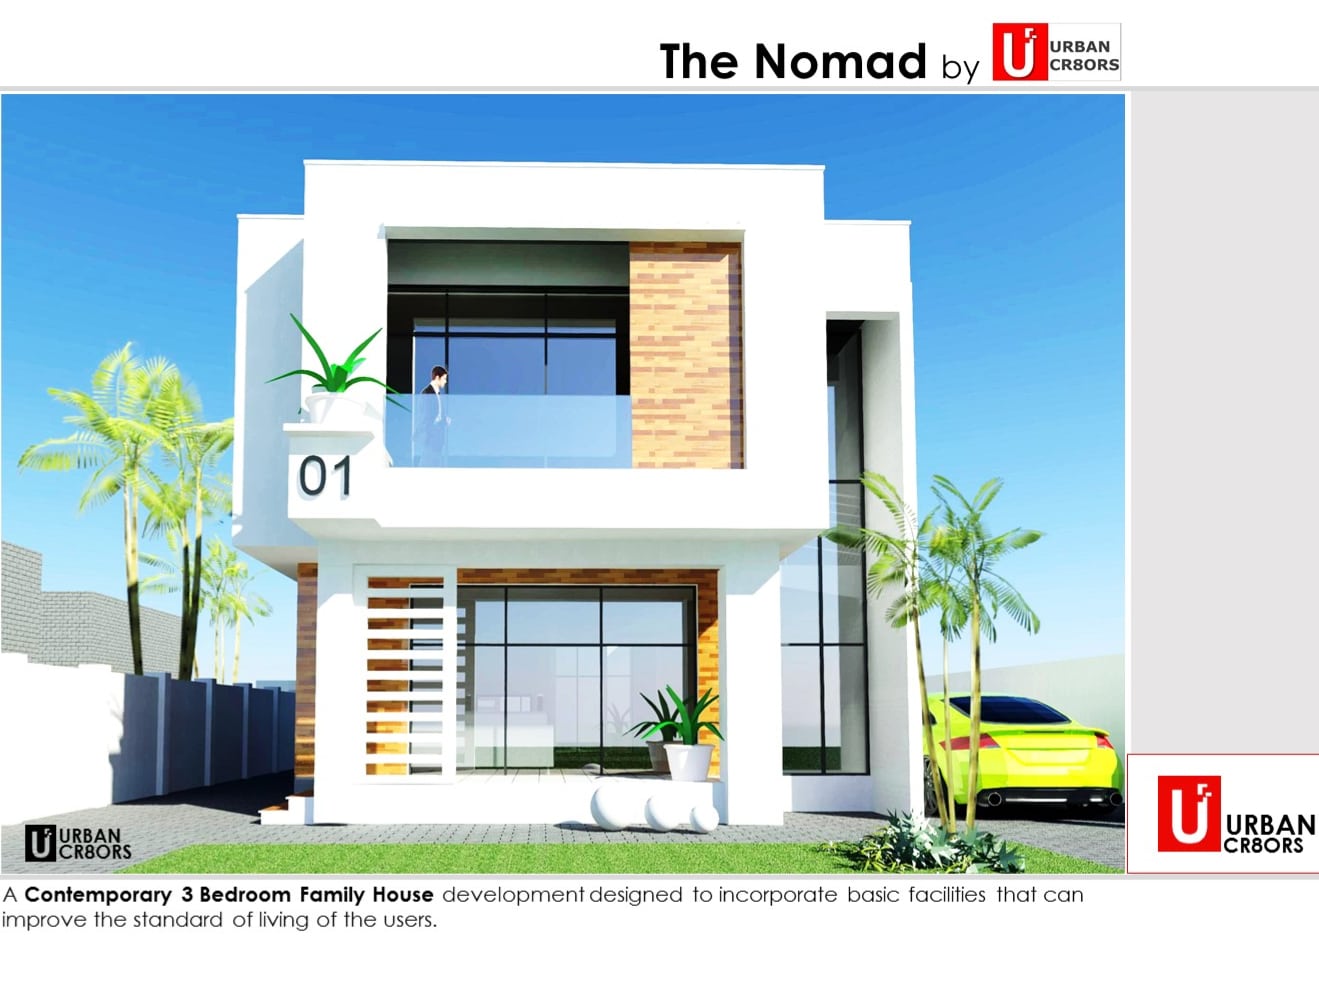 The Nomad by URBAN
CR8ORS
01
URBAN
CR8ORS
URBAN
CR8ORS
A Contemporary 3 Bedroom Family House development designed to incorporate basic facilities that can
improve the standard of living of the users.